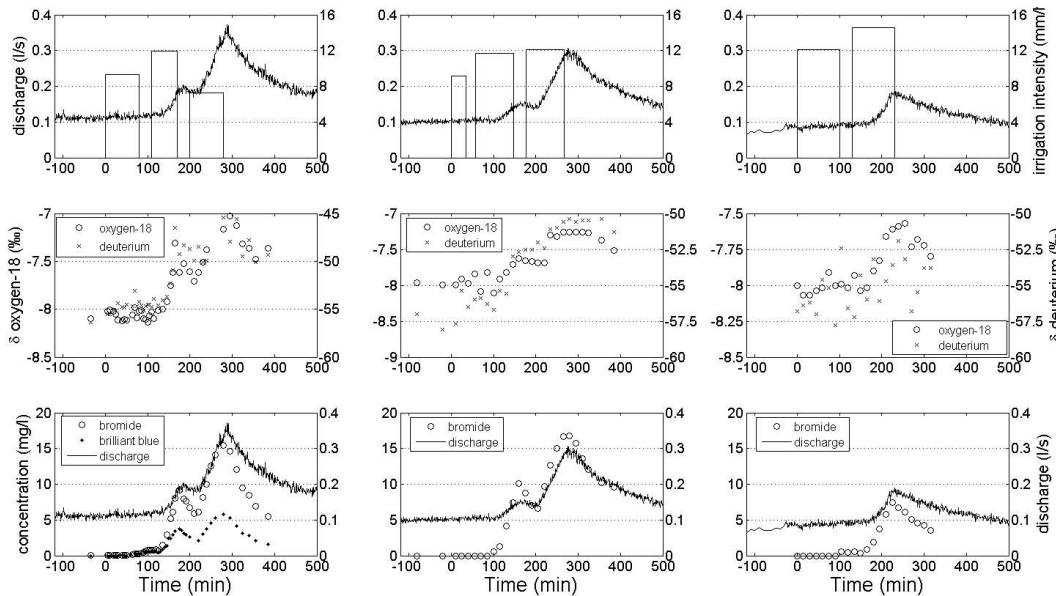 discharge (l/s)
0.4
0.3
0.2
0.1
0
16
12
8
4
0
-100 0 100 200 300 400 500
0.4
0.3
0.2
0.1
0
16
12
8
4
0
-100 0 100 200 300 400 500
0.4
0.3
0.2
0.1
0
16
12
8
4
0
irrigation intensity (mm/
-100 0 100 200 300 400 500
δ oxygen-18 (‰)
-7
-7.5
-8
-8.5
oxygen-18
deuterium
-45
-50
-55
-60
-100 0 100 200 300 400 500
-7
-7.5
-8
-8.5
-9
oxygen-18
deuterium
-50
-52.5
-55
-57.5
-60
-100 0 100 200 300 400 500
-7.5
-7.75
-8
-8.25
-8.5
oxygen-18
deuterium
-50
-52.5
-55
-57.5
-60
δ deuterium (‰)
-100 0 100 200 300 400 500
concentration (mg/l)
20
15
10
5
0
bromide
brilliant blue
discharge
0.4
0.3
0.2
0.1
0
-100 0 100 200 300 400 500
Time (min)
20
15
10
5
0
bromide
discharge
0.4
0.3
0.2
0.1
0
-100 0 100 200 300 400 500
Time (min)
20
15
10
5
0
bromide
discharge
0.4
0.3
0.2
0.1
0
discharge (l/s)
-100 0 100 200 300 400 500
Time (min)